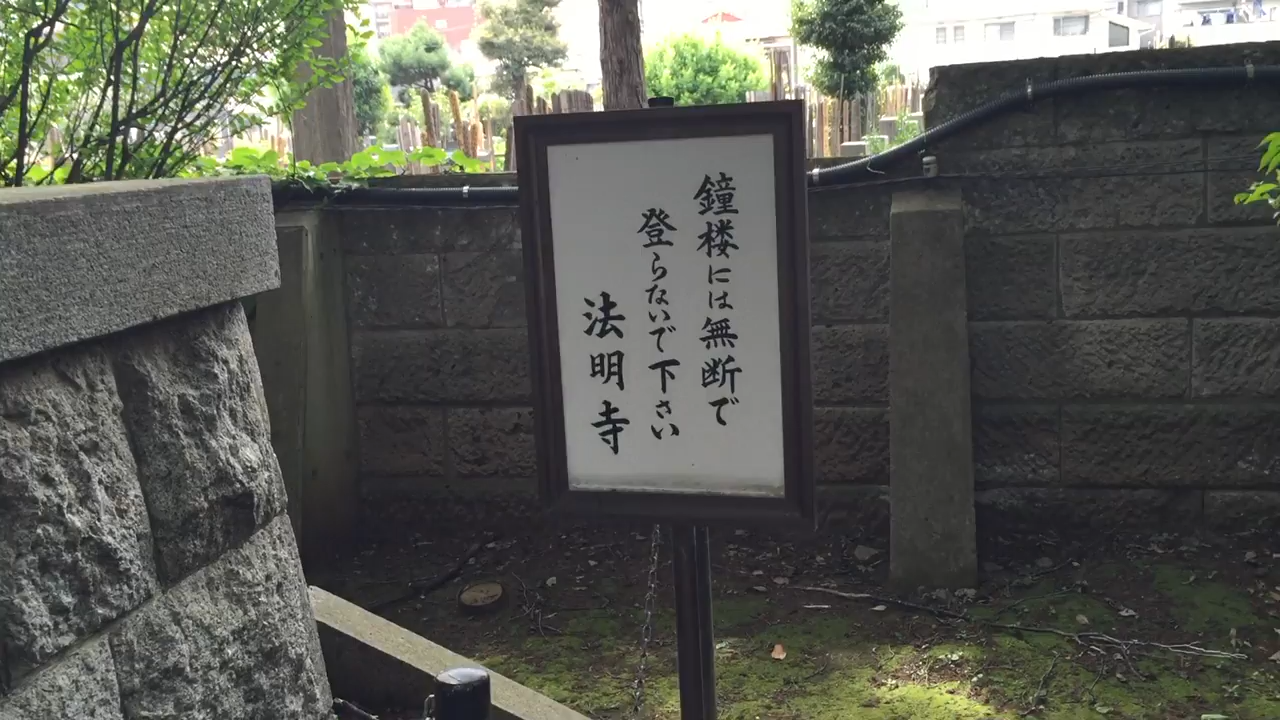 鐘楼には無断で
登らないで下さい
法明寺